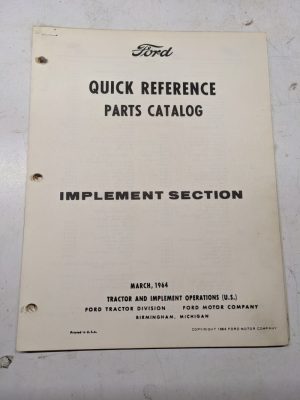 Ford
QUICK REFERENCE
PARTS CATALOG
IMPLEMENT SECTION
MARCH, 1964
TRACTOR AND IMPLEMENT OPERATIONS (U.S.)
FORD TRACTOR DIVISION FORD MOTOR COMPANY
BIRMINGHAM, MICHIGAN
Printed in U.S.A. COPYRIGHT 1964 FORD MOTOR COMPANY